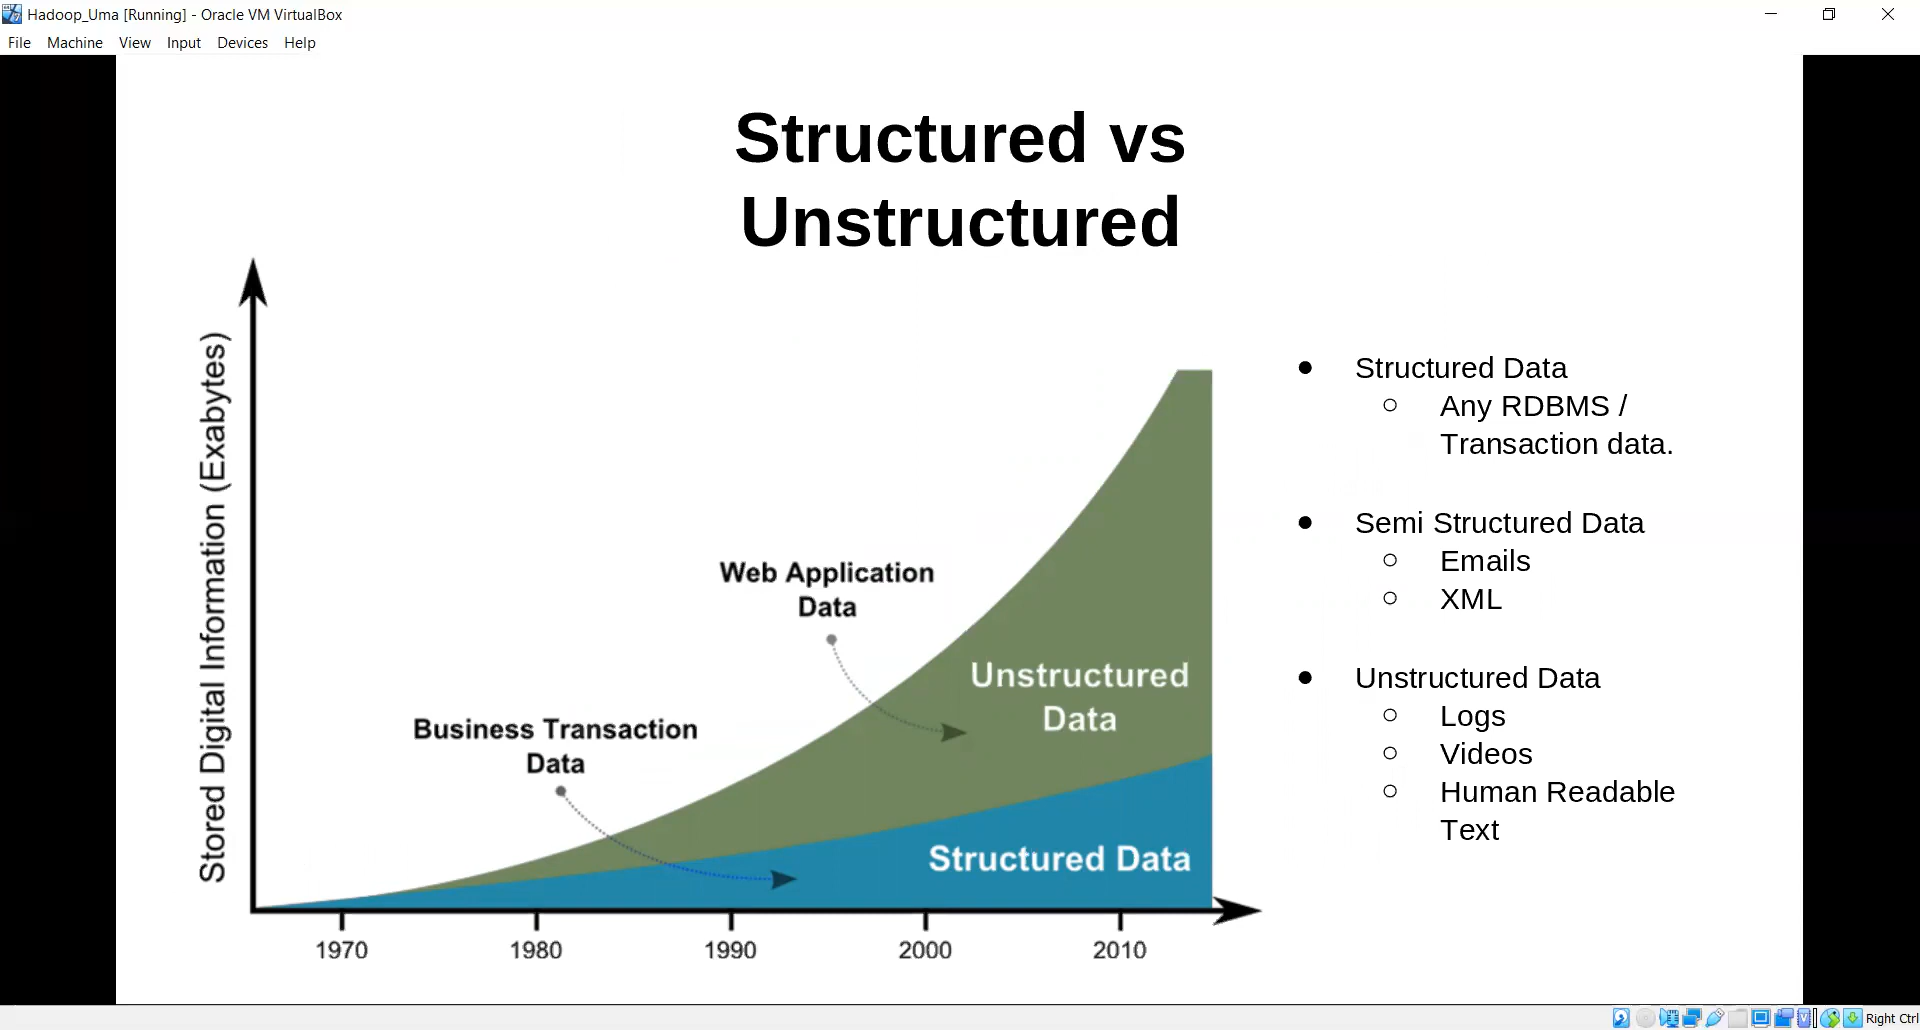 Hadoop_Uma [Running] - Oracle VM VirtualBox
File Machine View Input Devices Help
Structured vs
Unstructured
Stored Digital Information (Exabytes)
Web Application
Data
Unstructured
Data
Business Transaction
Data
Structured Data
1970 1980 1990 2000 2010
● Structured Data
○ Any RDBMS /
Transaction data.
● Semi Structured Data
○ Emails
○ XML
● Unstructured Data
○ Logs
○ Videos
○ Human Readable
Text
Right Ctrl